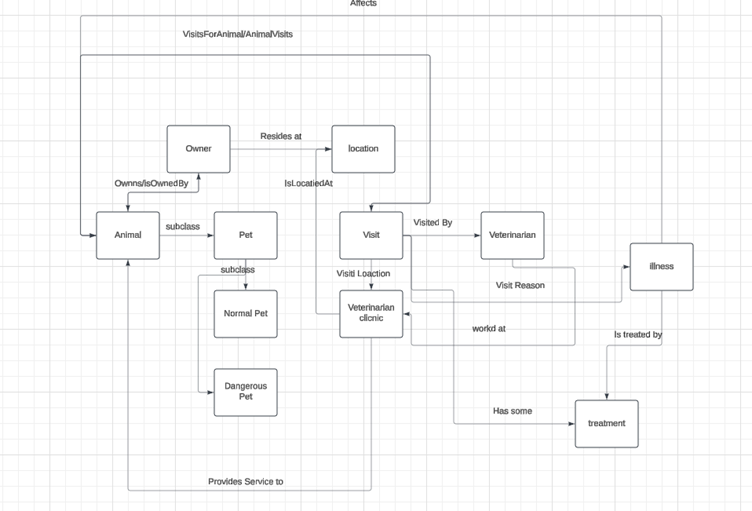 Affects
VisitsForAnimal/AnimalVisits
Owner
Resides at
location
Ownns/isOwnedBy
IsLocatiedAt
Animal
subclass
Pet
Visit
Visited By
Veterinarian
subclass
Visiti Loaction
Visit Reason
illness
Normal Pet
Veterinarian
cllcnic
workd at
Is treated by
Dangerous
Pet
Has some
treatment
Provides Service to